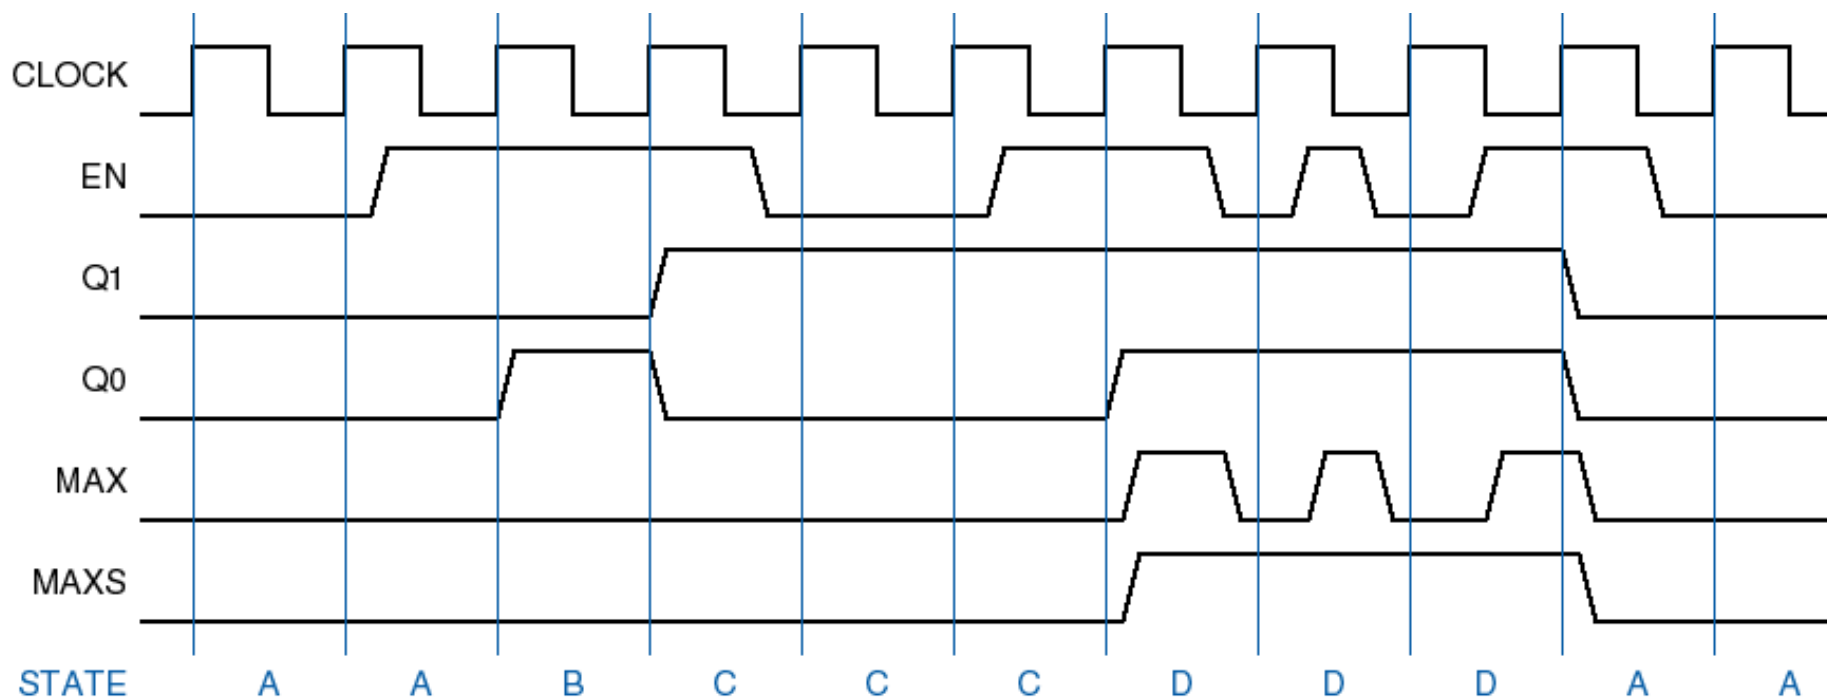 CLOCK
EN
Q1
Q0
MAX
MAXS
STATE A A B C C C D D D A A